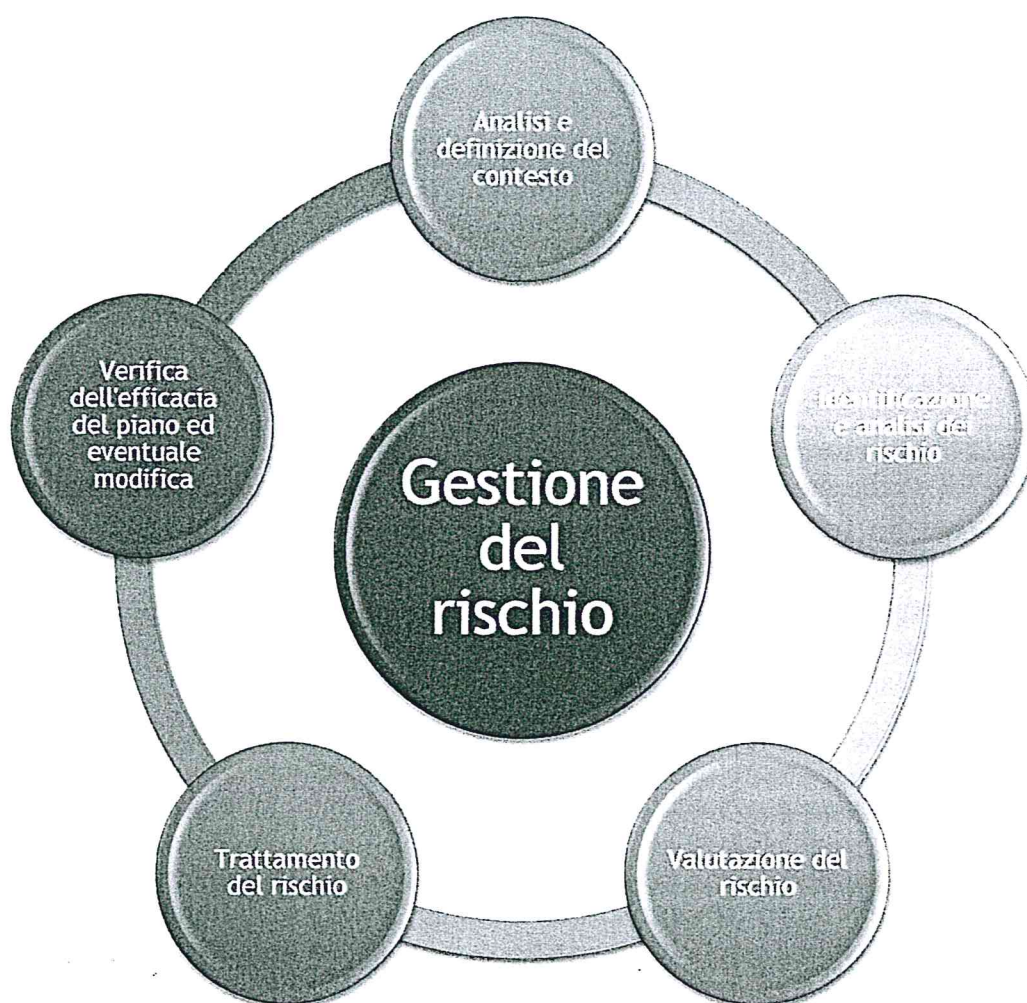 Analisi e
definizione del
contesto
Identificazione
e analisi del
rischio
Valutazione del
rischio
Trattamento
del rischio
Verifica
dell'efficacia
del piano ed
eventuale
modifica
Gestione
del
rischio